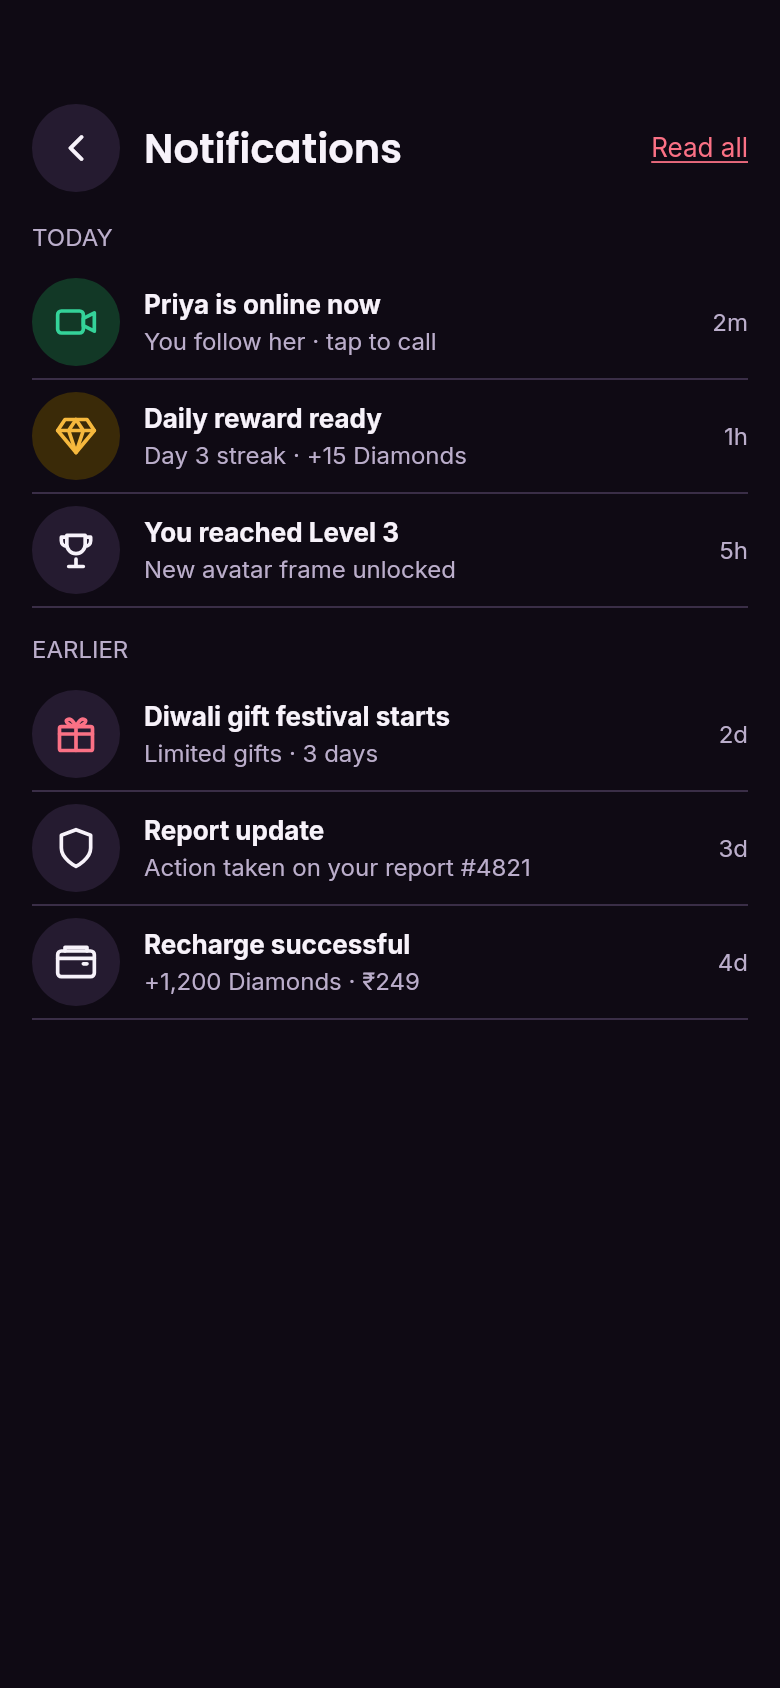 Notifications
Read all
TODAY
Priya is online now
You follow her · tap to call
2m
Daily reward ready
Day 3 streak · +15 Diamonds
1h
You reached Level 3
New avatar frame unlocked
5h
EARLIER
Diwali gift festival starts
Limited gifts · 3 days
2d
Report update
Action taken on your report #4821
3d
Recharge successful
+1,200 Diamonds · ₹249
4d